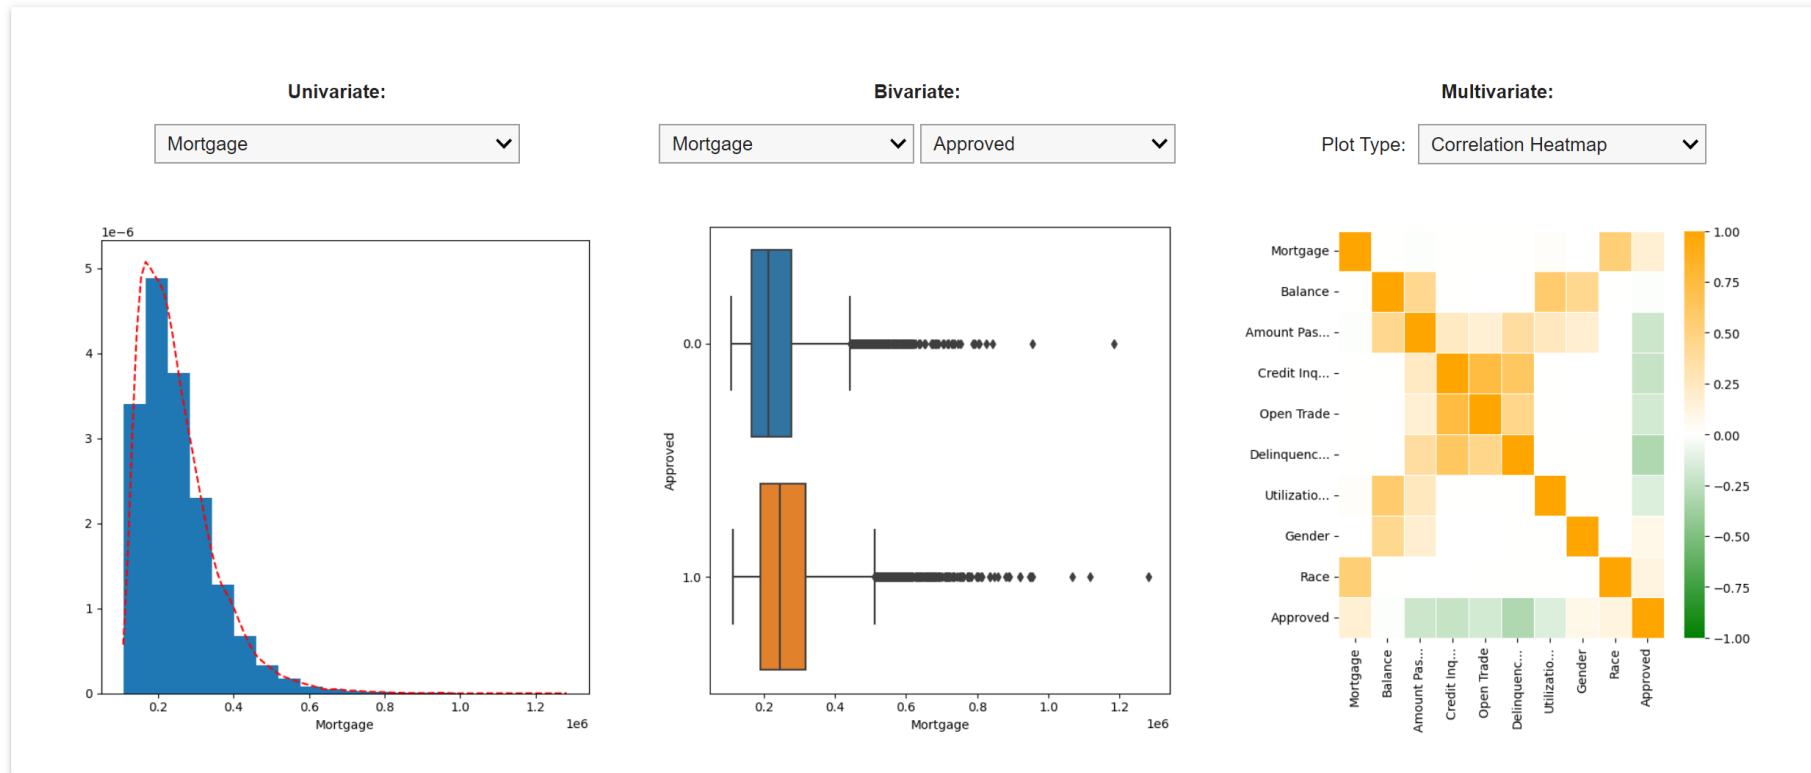 Univariate:
Mortgage
1e−6
5
4
3
2
1
0
0.2 0.4 0.6 0.8 1.0 1.2
Mortgage
1e6
Bivariate:
Mortgage Approved
Approved
0.0
1.0
0.2 0.4 0.6 0.8 1.0 1.2
Mortgage
1e6
Multivariate:
Plot Type: Correlation Heatmap
Mortgage
Balance
Amount Pas...
Credit Inq...
Open Trade
Delinquenc...
Utilizatio...
Gender
Race
Approved
Mortgage
Balance
Amount Pas...
Credit Inq...
Open Trade
Delinquenc...
Utilizatio...
Gender
Race
Approved
1.00
0.75
0.50
0.25
0.00
−0.25
−0.50
−0.75
−1.00